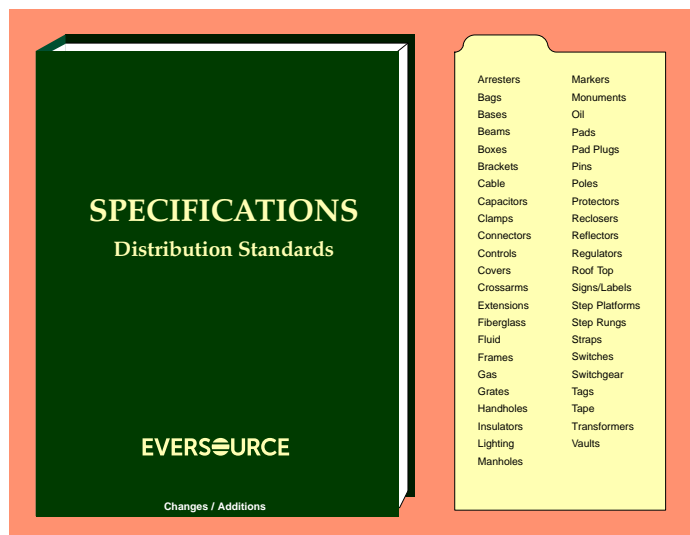 SPECIFICATIONS
Distribution Standards
EVERSOURCE
Changes / Additions
Arresters
Bags
Bases
Beams
Boxes
Brackets
Cable
Capacitors
Clamps
Connectors
Controls
Covers
Crossarms
Extensions
Fiberglass
Fluid
Frames
Gas
Grates
Handholes
Insulators
Lighting
Manholes
Markers
Monuments
Oil
Pads
Pad Plugs
Pins
Poles
Protectors
Reclosers
Reflectors
Regulators
Roof Top
Signs/Labels
Step Platforms
Step Rungs
Straps
Switches
Switchgear
Tags
Tape
Transformers
Vaults